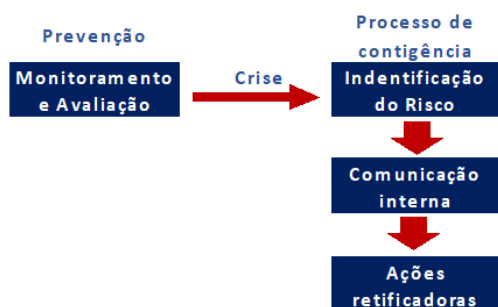 Prevenção
Monitoramento
e Avaliação
Crise
Processo de
contigência
Indentificação
do Risco
Comunicação
interna
Ações
retificadoras